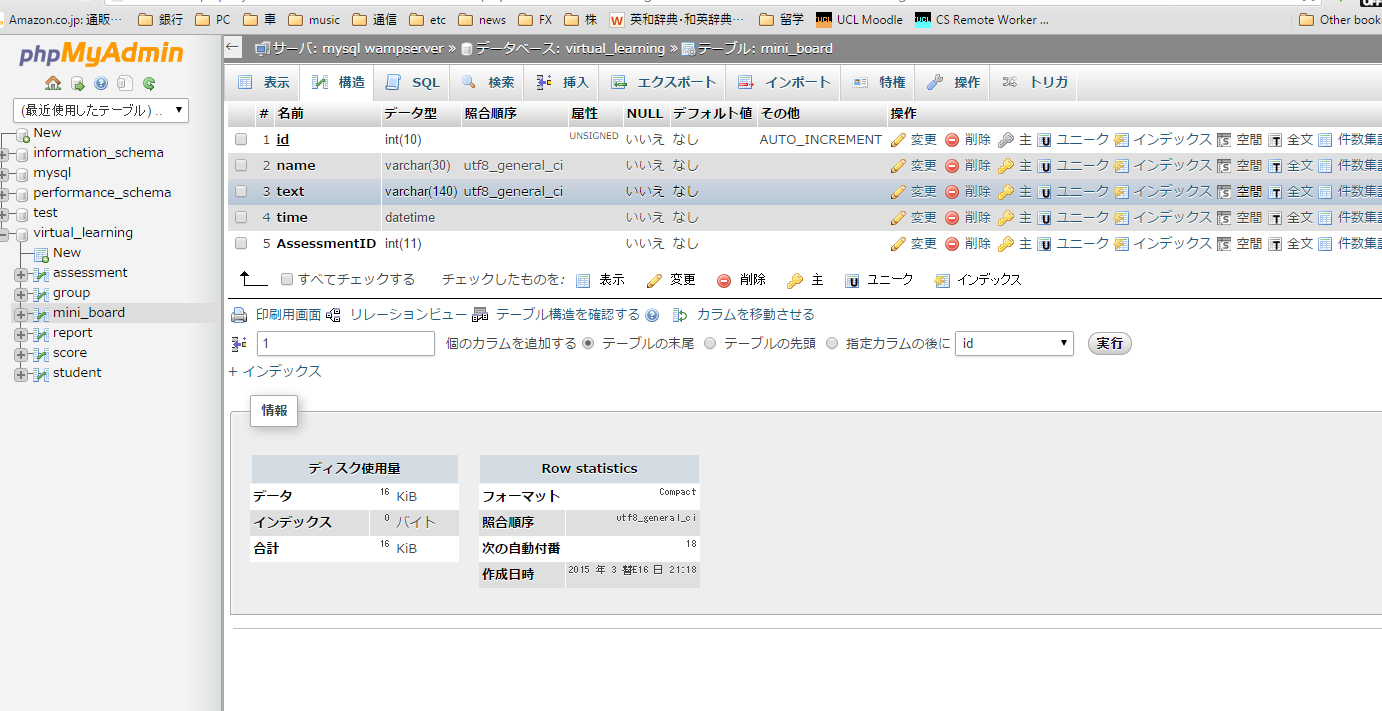 Amazon.co.jp: 通販… 銀行 PC 車 music 通信 etc news FX 株 英和辞典・和英辞典… 留学 UCL Moodle CS Remote Worker ... Other book
phpMyAdmin
(最近使用したテーブル) ..
New
information_schema
mysql
performance_schema
test
virtual_learning
New
assessment
group
mini_board
report
score
student
サーバ: mysql wampserver » データベース: virtual_learning » テーブル: mini_board
表示 構造 SQL 検索 挿入 エクスポート インポート 特権 操作 トリガ
# 名前 データ型 照合順序 属性 NULL デフォルト値 その他 操作
1 id int(10) UNSIGNED いいえ なし AUTO_INCREMENT 変更 削除 主 ユニーク インデックス 空間 全文 件数集
2 name varchar(30) utf8_general_ci いいえ なし 変更 削除 主 ユニーク インデックス 空間 全文 件数集
3 text varchar(140) utf8_general_ci いいえ なし 変更 削除 主 ユニーク インデックス 空間 全文 件数集
4 time datetime いいえ なし 変更 削除 主 ユニーク インデックス 空間 全文 件数集
5 AssessmentID int(11) いいえ なし 変更 削除 主 ユニーク インデックス 空間 全文 件数集
すべてチェックする チェックしたものを: 表示 変更 削除 主 ユニーク インデックス
印刷用画面 リレーションビュー テーブル構造を確認する カラムを移動させる
1 個のカラムを追加する テーブルの末尾 テーブルの先頭 指定カラムの後に id 実行
+ インデックス
情報
ディスク使用量
データ 16 KiB
インデックス 0 バイト
合計 16 KiB
Row statistics
フォーマット Compact
照合順序 utf8_general_ci
次の自動付番 18
作成日時 2015 年 3 替E16 日 21:18